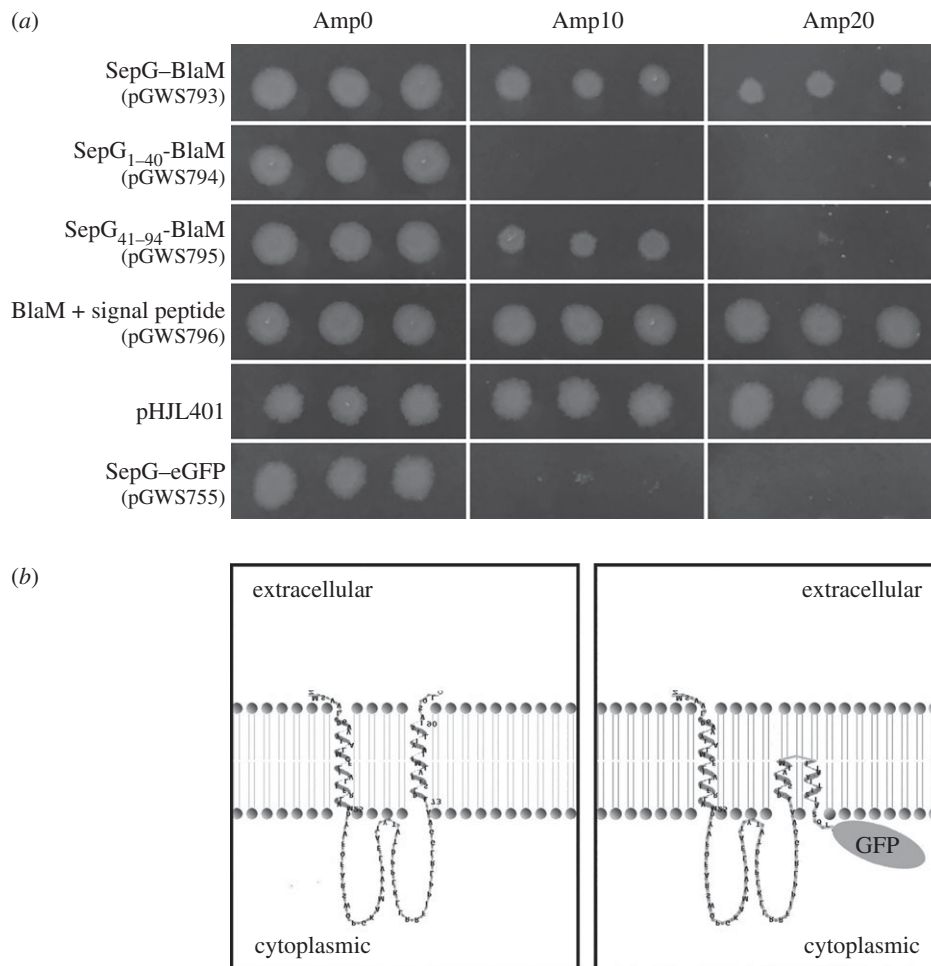 (a)
Amp0 Amp10 Amp20
SepG–BlaM
(pGWS793)
SepG1–40-BlaM
(pGWS794)
SepG41–94-BlaM
(pGWS795)
BlaM + signal peptide
(pGWS796)
pHJL401
SepG–eGFP
(pGWS755)
(b)
extracellular
cytoplasmic
extracellular
GFP
cytoplasmic